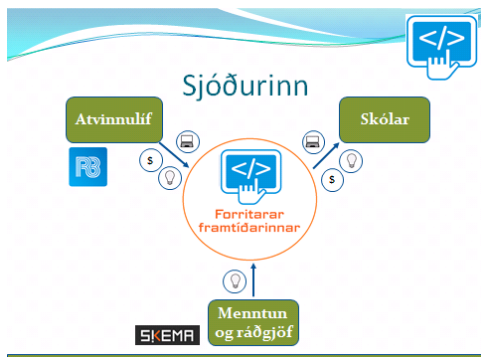 </>
Sjóðurinn
Atvinnulíf
Skólar
$
$
</>
Forritarar
framtíðarinnar
Menntun
og ráðgjöf
SKEMA